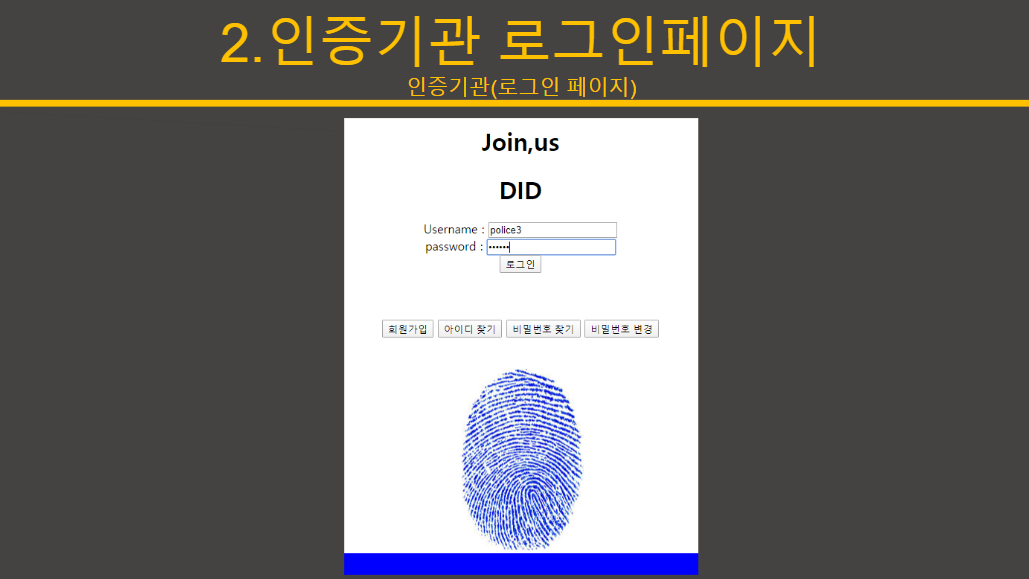 2.인증기관 로그인페이지
인증기관(로그인 페이지)
Join,us
DID
Username : police3
password : ••••••
로그인
회원가입 아이디 찾기 비밀번호 찾기 비밀번호 변경